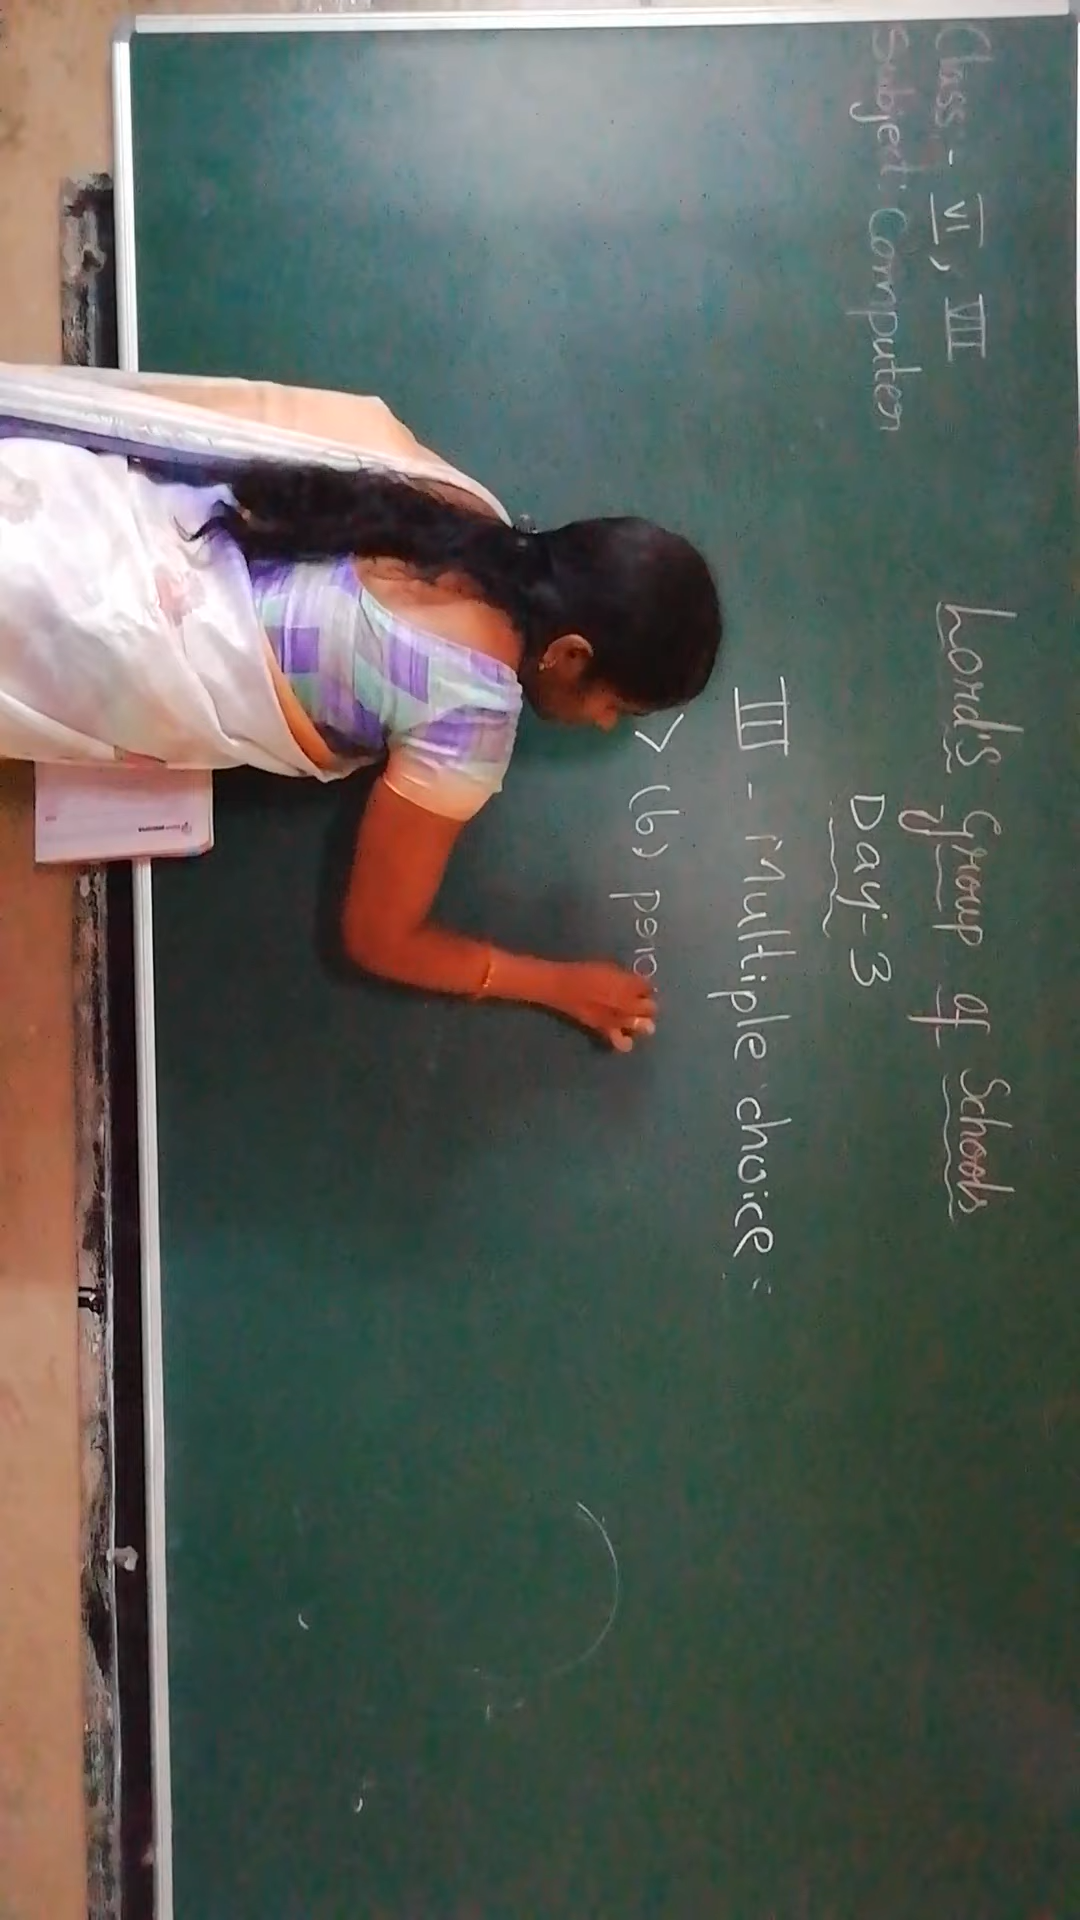 Class - VI, VII
Subject: Computer
Lord's Group of Schools
Day-3
III - Multiple choice:
(b)